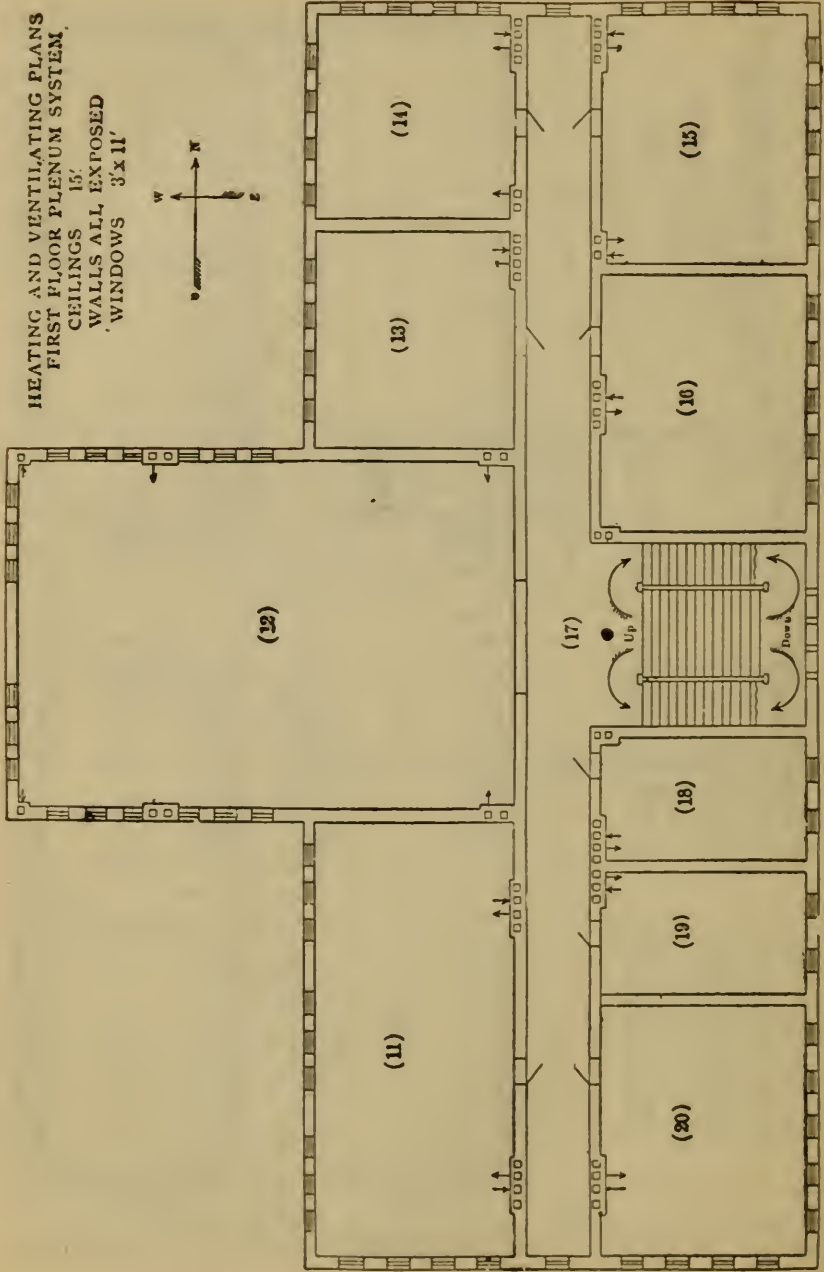 HEATING AND VENTILATING PLANS
FIRST FLOOR PLENUM SYSTEM,
CEILINGS 15'.
WALLS ALL EXPOSED
WINDOWS 3'x 11'
W
N
E
S
(14)
(13)
(12)
(11)
(15)
(16)
(17)
Up
Down
(18)
(19)
(20)